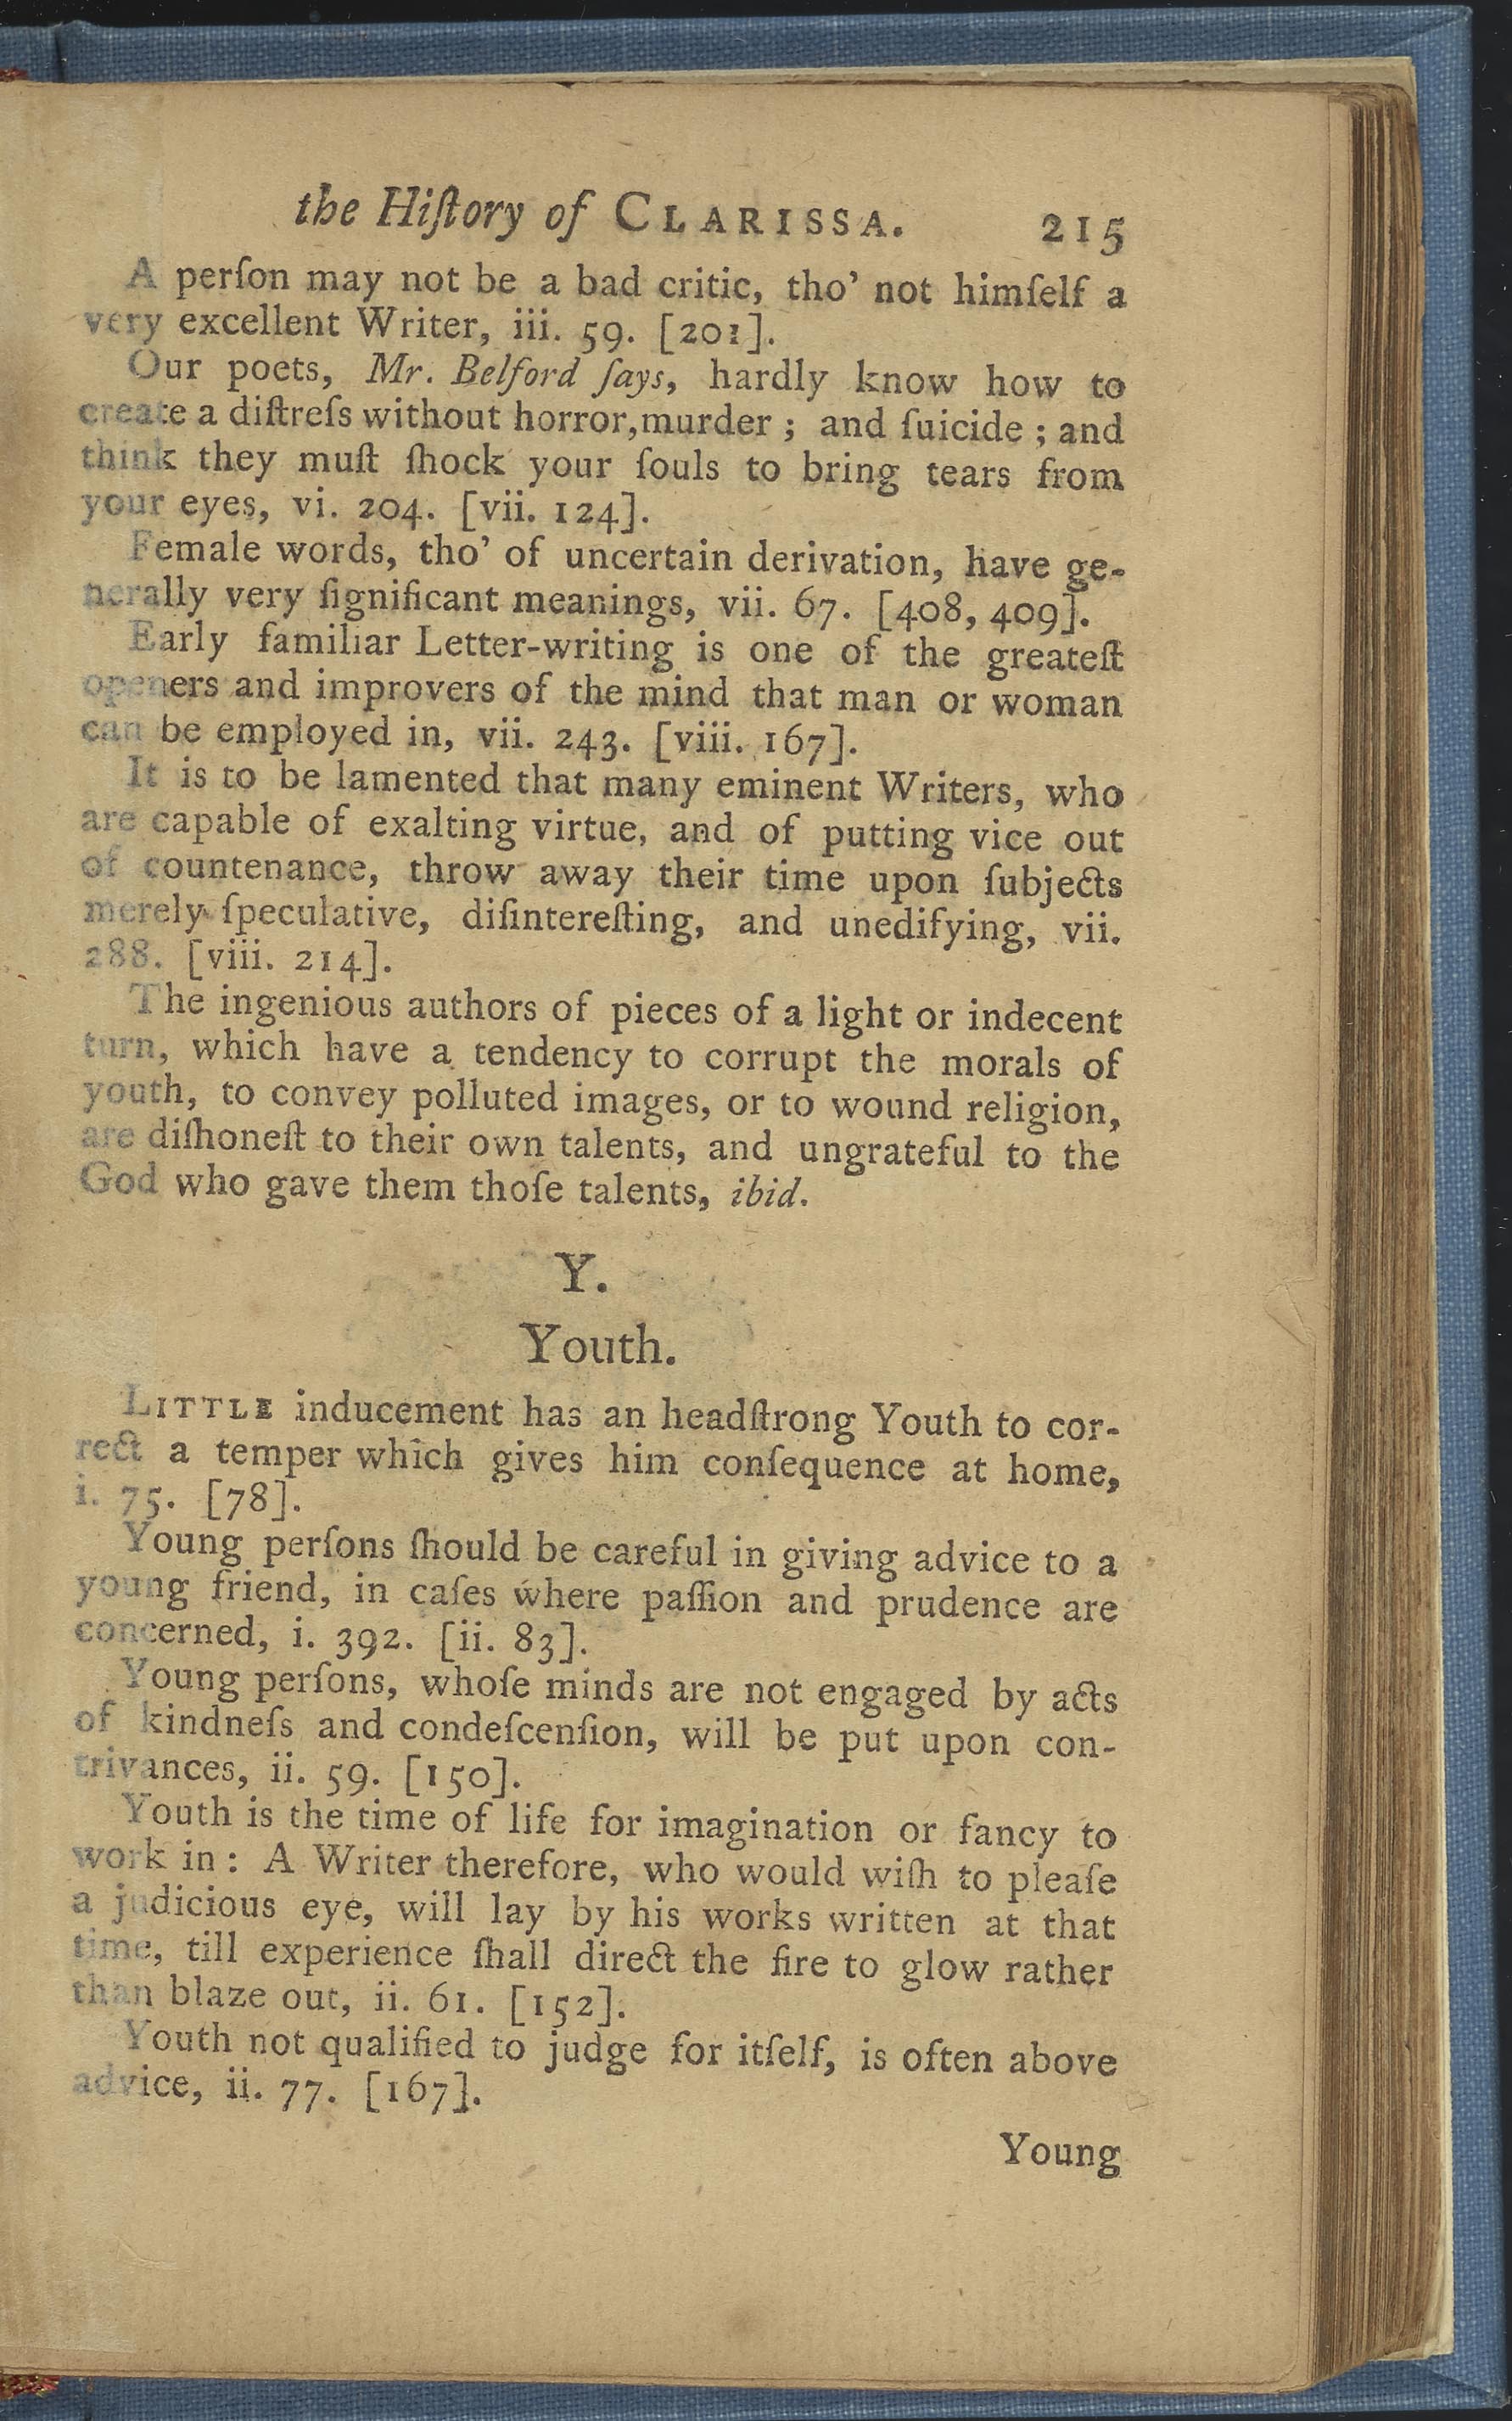 the Hiſtory of CLARISSA. 215
A perſon may not be a bad critic, tho' not himſelf a
very excellent Writer, iii. 59. [201].
Our poets, Mr. Belford ſays, hardly know how to
create a diſtreſs without horror, murder ; and ſuicide ; and
think they muſt ſhock your ſouls to bring tears from
your eyes, vi. 204. [vii. 124].
Female words, tho' of uncertain derivation, have ge-
nerally very ſignificant meanings, vii. 67. [408, 409].
Early familiar Letter-writing is one of the greateſt
openers and improvers of the mind that man or woman
can be employed in, vii. 243. [viii. 167].
It is to be lamented that many eminent Writers, who
are capable of exalting virtue, and of putting vice out
of countenance, throw away their time upon ſubjects
merely ſpeculative, diſintereſting, and unedifying, vii.
288. [viii. 214].
The ingenious authors of pieces of a light or indecent
turn, which have a tendency to corrupt the morals of
youth, to convey polluted images, or to wound religion,
are diſhoneſt to their own talents, and ungrateful to the
God who gave them thoſe talents, ibid.
Y.
Youth.
LITTLE inducement has an headſtrong Youth to cor-
rect a temper which gives him conſequence at home,
i. 75. [78].
Young perſons ſhould be careful in giving advice to a
young friend, in caſes where paſſion and prudence are
concerned, i. 392. [ii. 83].
Young perſons, whoſe minds are not engaged by acts
of kindneſs and condeſcenſion, will be put upon con-
trivances, ii. 59. [150].
Youth is the time of life for imagination or fancy to
work in : A Writer therefore, who would wiſh to pleaſe
a judicious eye, will lay by his works written at that
time, till experience ſhall direct the fire to glow rather
than blaze out, ii. 61. [152].
Youth not qualified to judge for itſelf, is often above
advice, ii. 77. [167].
Young